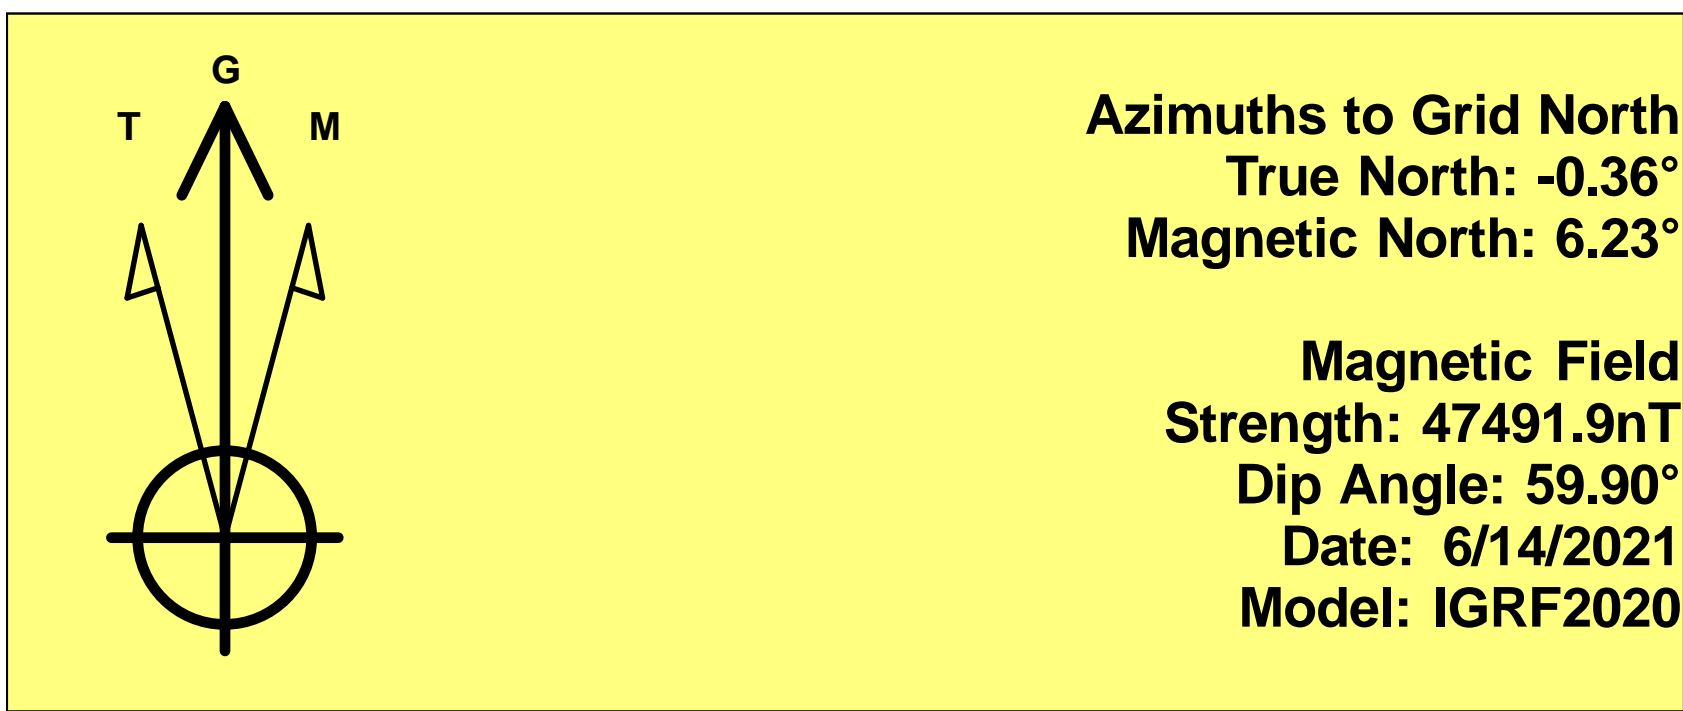 G
T M
Azimuths to Grid North
True North: -0.36°
Magnetic North: 6.23°
Magnetic Field
Strength: 47491.9nT
Dip Angle: 59.90°
Date: 6/14/2021
Model: IGRF2020